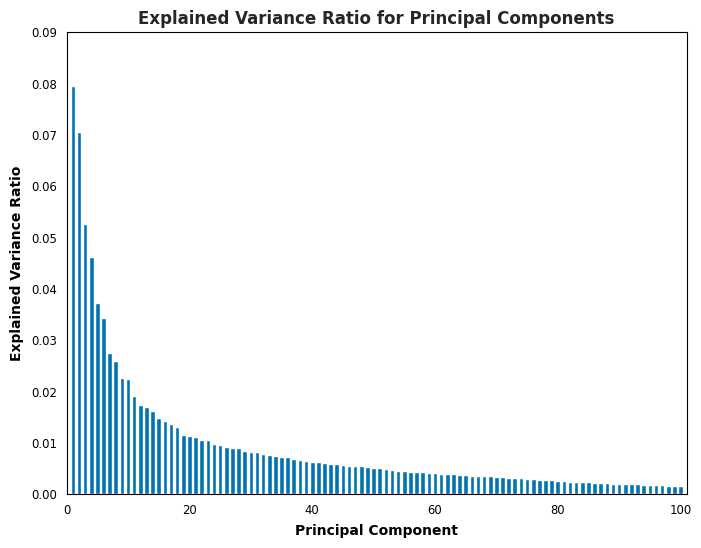 Explained Variance Ratio for Principal Components
0.09
0.08
0.07
0.06
0.05
0.04
0.03
0.02
0.01
0.00
Explained Variance Ratio
0 20 40 60 80 100
Principal Component